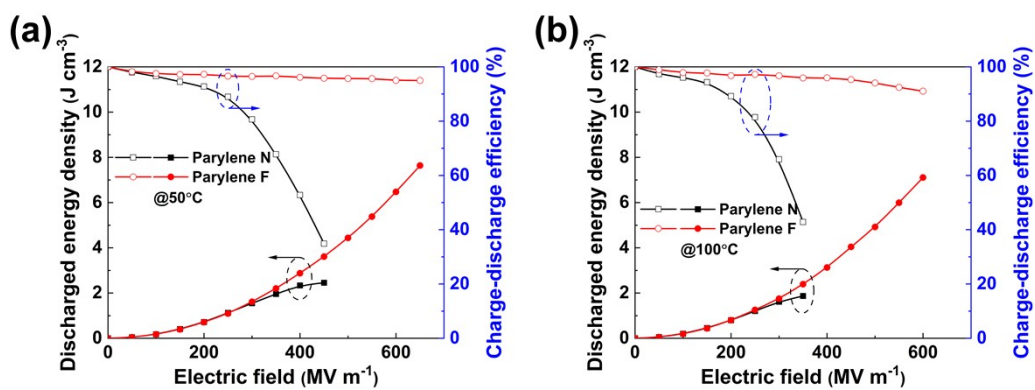 (a)
Discharged energy density (J cm⁻³)
12
10
8
6
4
2
0
Parylene N
Parylene F
@50°C
100
80
60
40
20
0
Charge-discharge efficiency (%)
0 200 400 600
Electric field (MV m⁻¹)
(b)
Discharged energy density (J cm⁻³)
12
10
8
6
4
2
0
Parylene N
Parylene F
@100°C
100
80
60
40
20
0
Charge-discharge efficiency (%)
0 200 400 600
Electric field (MV m⁻¹)